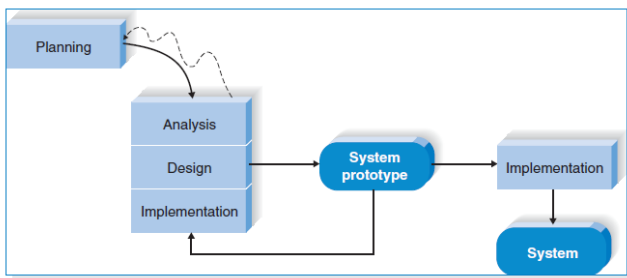 Planning
Analysis
Design
Implementation
System
prototype
Implementation
System